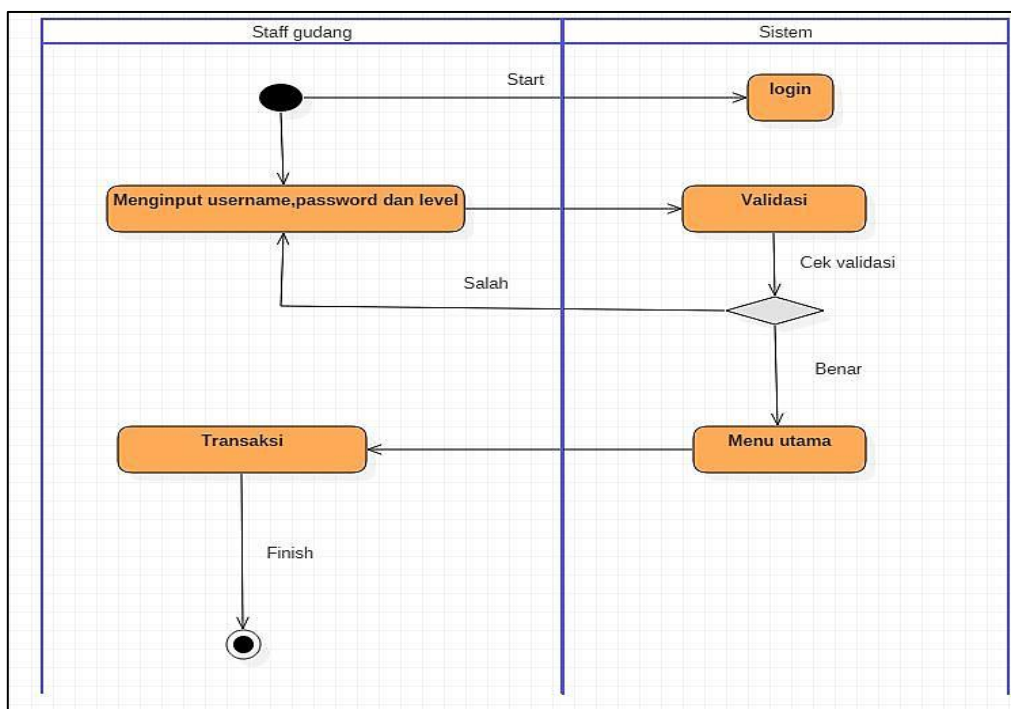 Staff gudang
Sistem
Start
login
Menginput username,password dan level
Validasi
Cek validasi
Salah
Benar
Transaksi
Menu utama
Finish